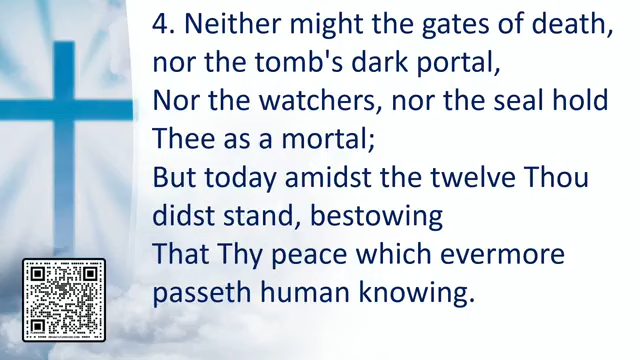 4. Neither might the gates of death,
nor the tomb's dark portal,
Nor the watchers, nor the seal hold
Thee as a mortal;
But today amidst the twelve Thou
didst stand, bestowing
That Thy peace which evermore
passeth human knowing.